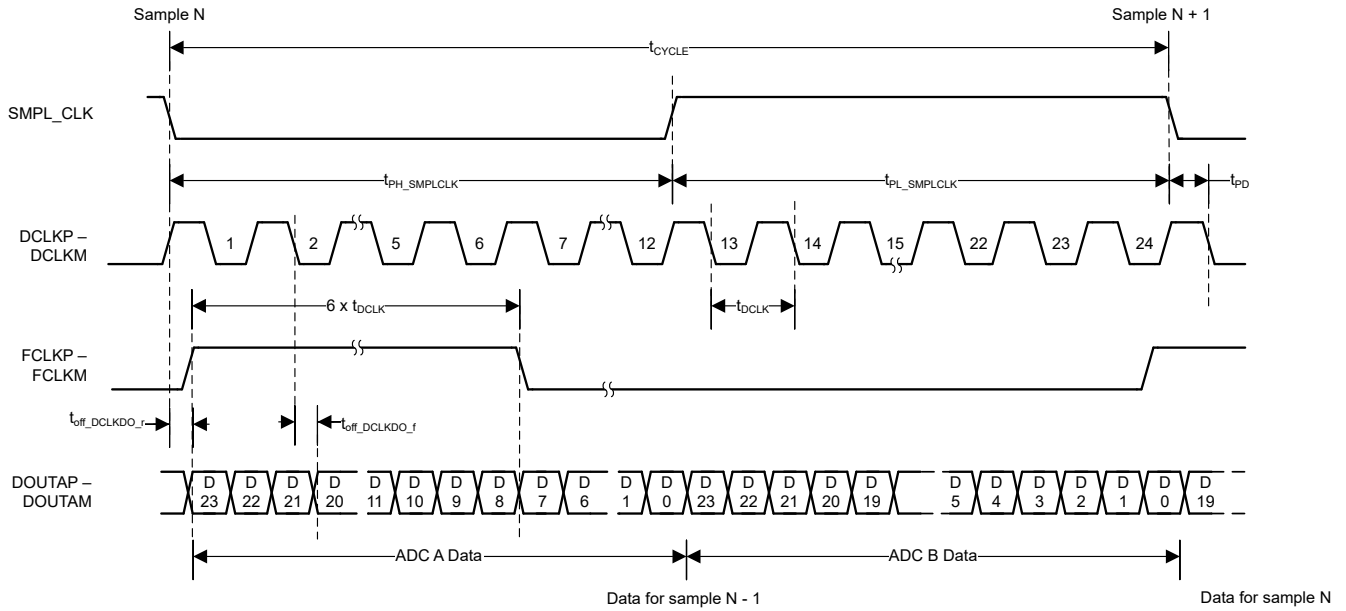 Sample N
Sample N + 1
tCYCLE
SMPL_CLK
tPH_SMPLCLK
tPL_SMPLCLK
tPD
DCLKP –
DCLKM
1
2
5
6
7
12
13
14
15
22
23
24
6 x tDCLK
tDCLK
FCLKP –
FCLKM
toff_DCLKDO_r
toff_DCLKDO_f
DOUTAP –
DOUTAM
D D D D D D D D D D D D D D D D D D D D D D D D
23 22 21 20 11 10 9 8 7 6 1 0 23 22 21 20 19 5 4 3 2 1 0 19
ADC A Data
ADC B Data
Data for sample N - 1
Data for sample N